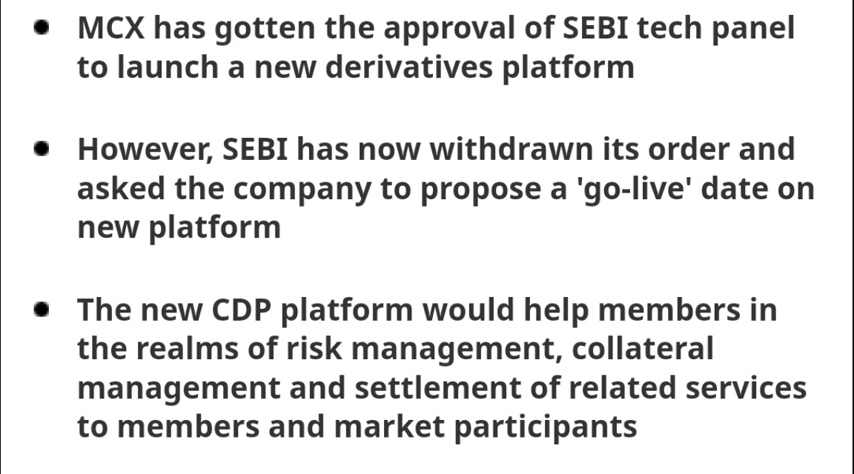 • MCX has gotten the approval of SEBI tech panel
to launch a new derivatives platform
• However, SEBI has now withdrawn its order and
asked the company to propose a 'go-live' date on
new platform
• The new CDP platform would help members in
the realms of risk management, collateral
management and settlement of related services
to members and market participants